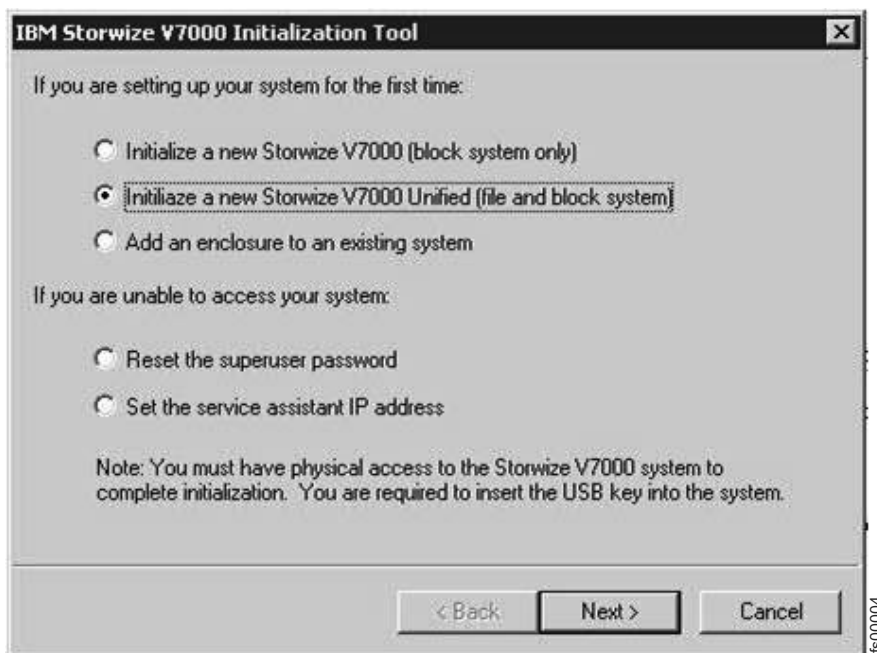 IBM Storwize V7000 Initialization Tool
If you are setting up your system for the first time:
Initialize a new Storwize V7000 (block system only)
Initiliaze a new Storwize V7000 Unified (file and block system)
Add an enclosure to an existing system
If you are unable to access your system:
Reset the superuser password
Set the service assistant IP address
Note: You must have physical access to the Storwize V7000 system to
complete initialization. You are required to insert the USB key into the system.
< Back
Next >
Cancel
fs00004